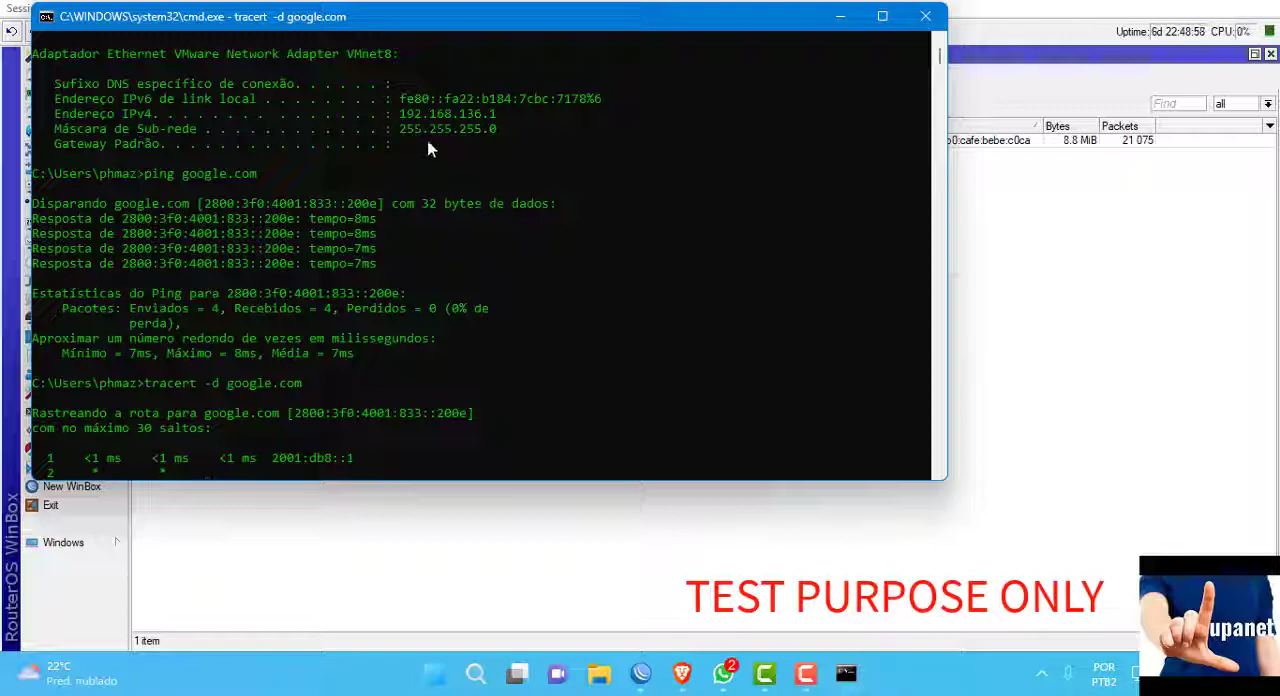 Sessi
C:\WINDOWS\system32\cmd.exe - tracert -d google.com
Uptime: 6d 22:48:58 CPU: 0%
Adaptador Ethernet VMware Network Adapter VMnet8:
Sufixo DNS específico de conexão. . . . . . :
Endereço IPv6 de link local . . . . . . . . : fe80::fa22:b184:7cbc:7178%6
Endereço IPv4. . . . . . . . . . . . . . . : 192.168.136.1
Máscara de Sub-rede . . . . . . . . . . . . : 255.255.255.0
Gateway Padrão. . . . . . . . . . . . . . . :
Find all
Bytes Packets
b0:cafe:bebe:c0ca 8.8 MiB 21 075
C:\Users\phmaz>ping google.com
Disparando google.com [2800:3f0:4001:833::200e] com 32 bytes de dados:
Resposta de 2800:3f0:4001:833::200e: tempo=8ms
Resposta de 2800:3f0:4001:833::200e: tempo=8ms
Resposta de 2800:3f0:4001:833::200e: tempo=7ms
Resposta de 2800:3f0:4001:833::200e: tempo=7ms
Estatísticas do Ping para 2800:3f0:4001:833::200e:
Pacotes: Enviados = 4, Recebidos = 4, Perdidos = 0 (0% de
perda),
Aproximar um número redondo de vezes em milissegundos:
Mínimo = 7ms, Máximo = 8ms, Média = 7ms
C:\Users\phmaz>tracert -d google.com
Rastreando a rota para google.com [2800:3f0:4001:833::200e]
com no máximo 30 saltos:
1 <1 ms <1 ms <1 ms 2001:db8::1
2 * *
New WinBox
Exit
Windows
RouterOS WinBox
TEST PURPOSE ONLY
upanet
1 item
22°C
Pred. nublado
2
POR
PTB2